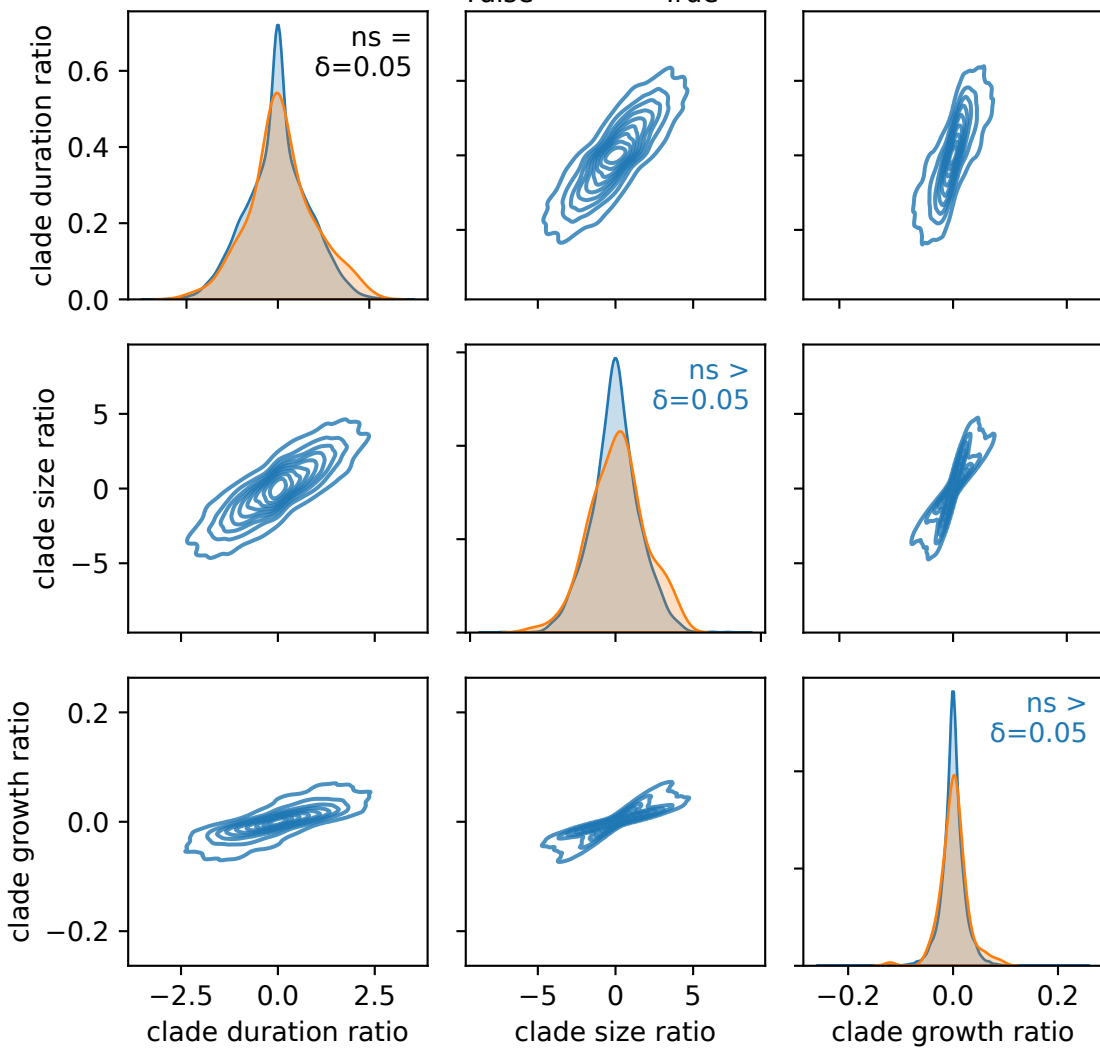 ns =
δ=0.05
clade duration ratio
0.6
0.4
0.2
0.0
ns >
δ=0.05
clade size ratio
5
0
−5
ns >
δ=0.05
clade growth ratio
0.2
0.0
−0.2
−2.5 0.0 2.5 −5 0 5 −0.2 0.0 0.2
clade duration ratio clade size ratio clade growth ratio